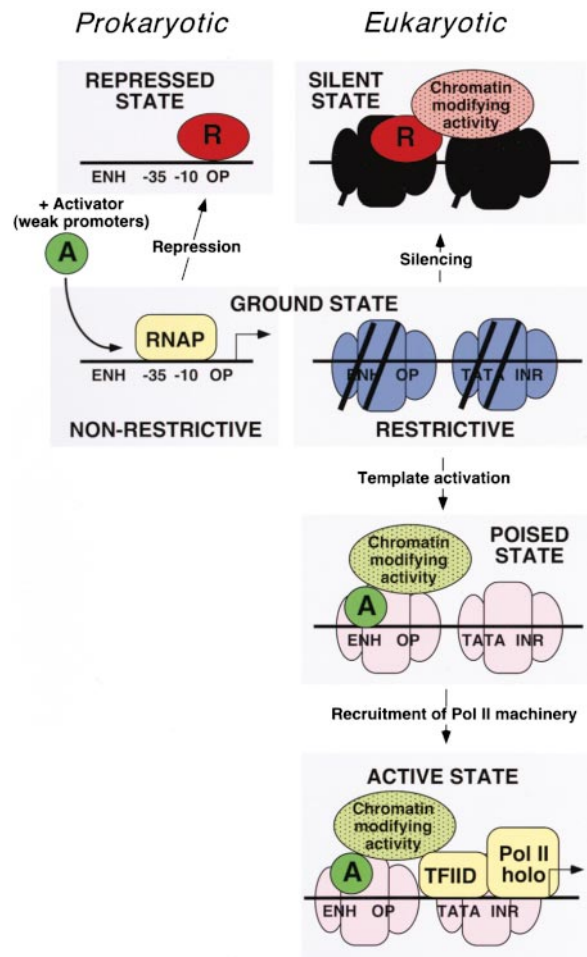 Prokaryotic
Eukaryotic
REPRESSED
STATE
R
ENH -35 -10 OP
SILENT
STATE
Chromatin
modifying
activity
R
+ Activator
(weak promoters)
A
Repression
Silencing
GROUND STATE
RNAP
ENH -35 -10 OP
NON-RESTRICTIVE
ENH OP TATA INR
RESTRICTIVE
Template activation
POISED
STATE
Chromatin
modifying
activity
A
ENH OP TATA INR
Recruitment of Pol II machinery
ACTIVE STATE
Chromatin
modifying
activity
A
TFIID
Pol II
holo
ENH OP TATA INR